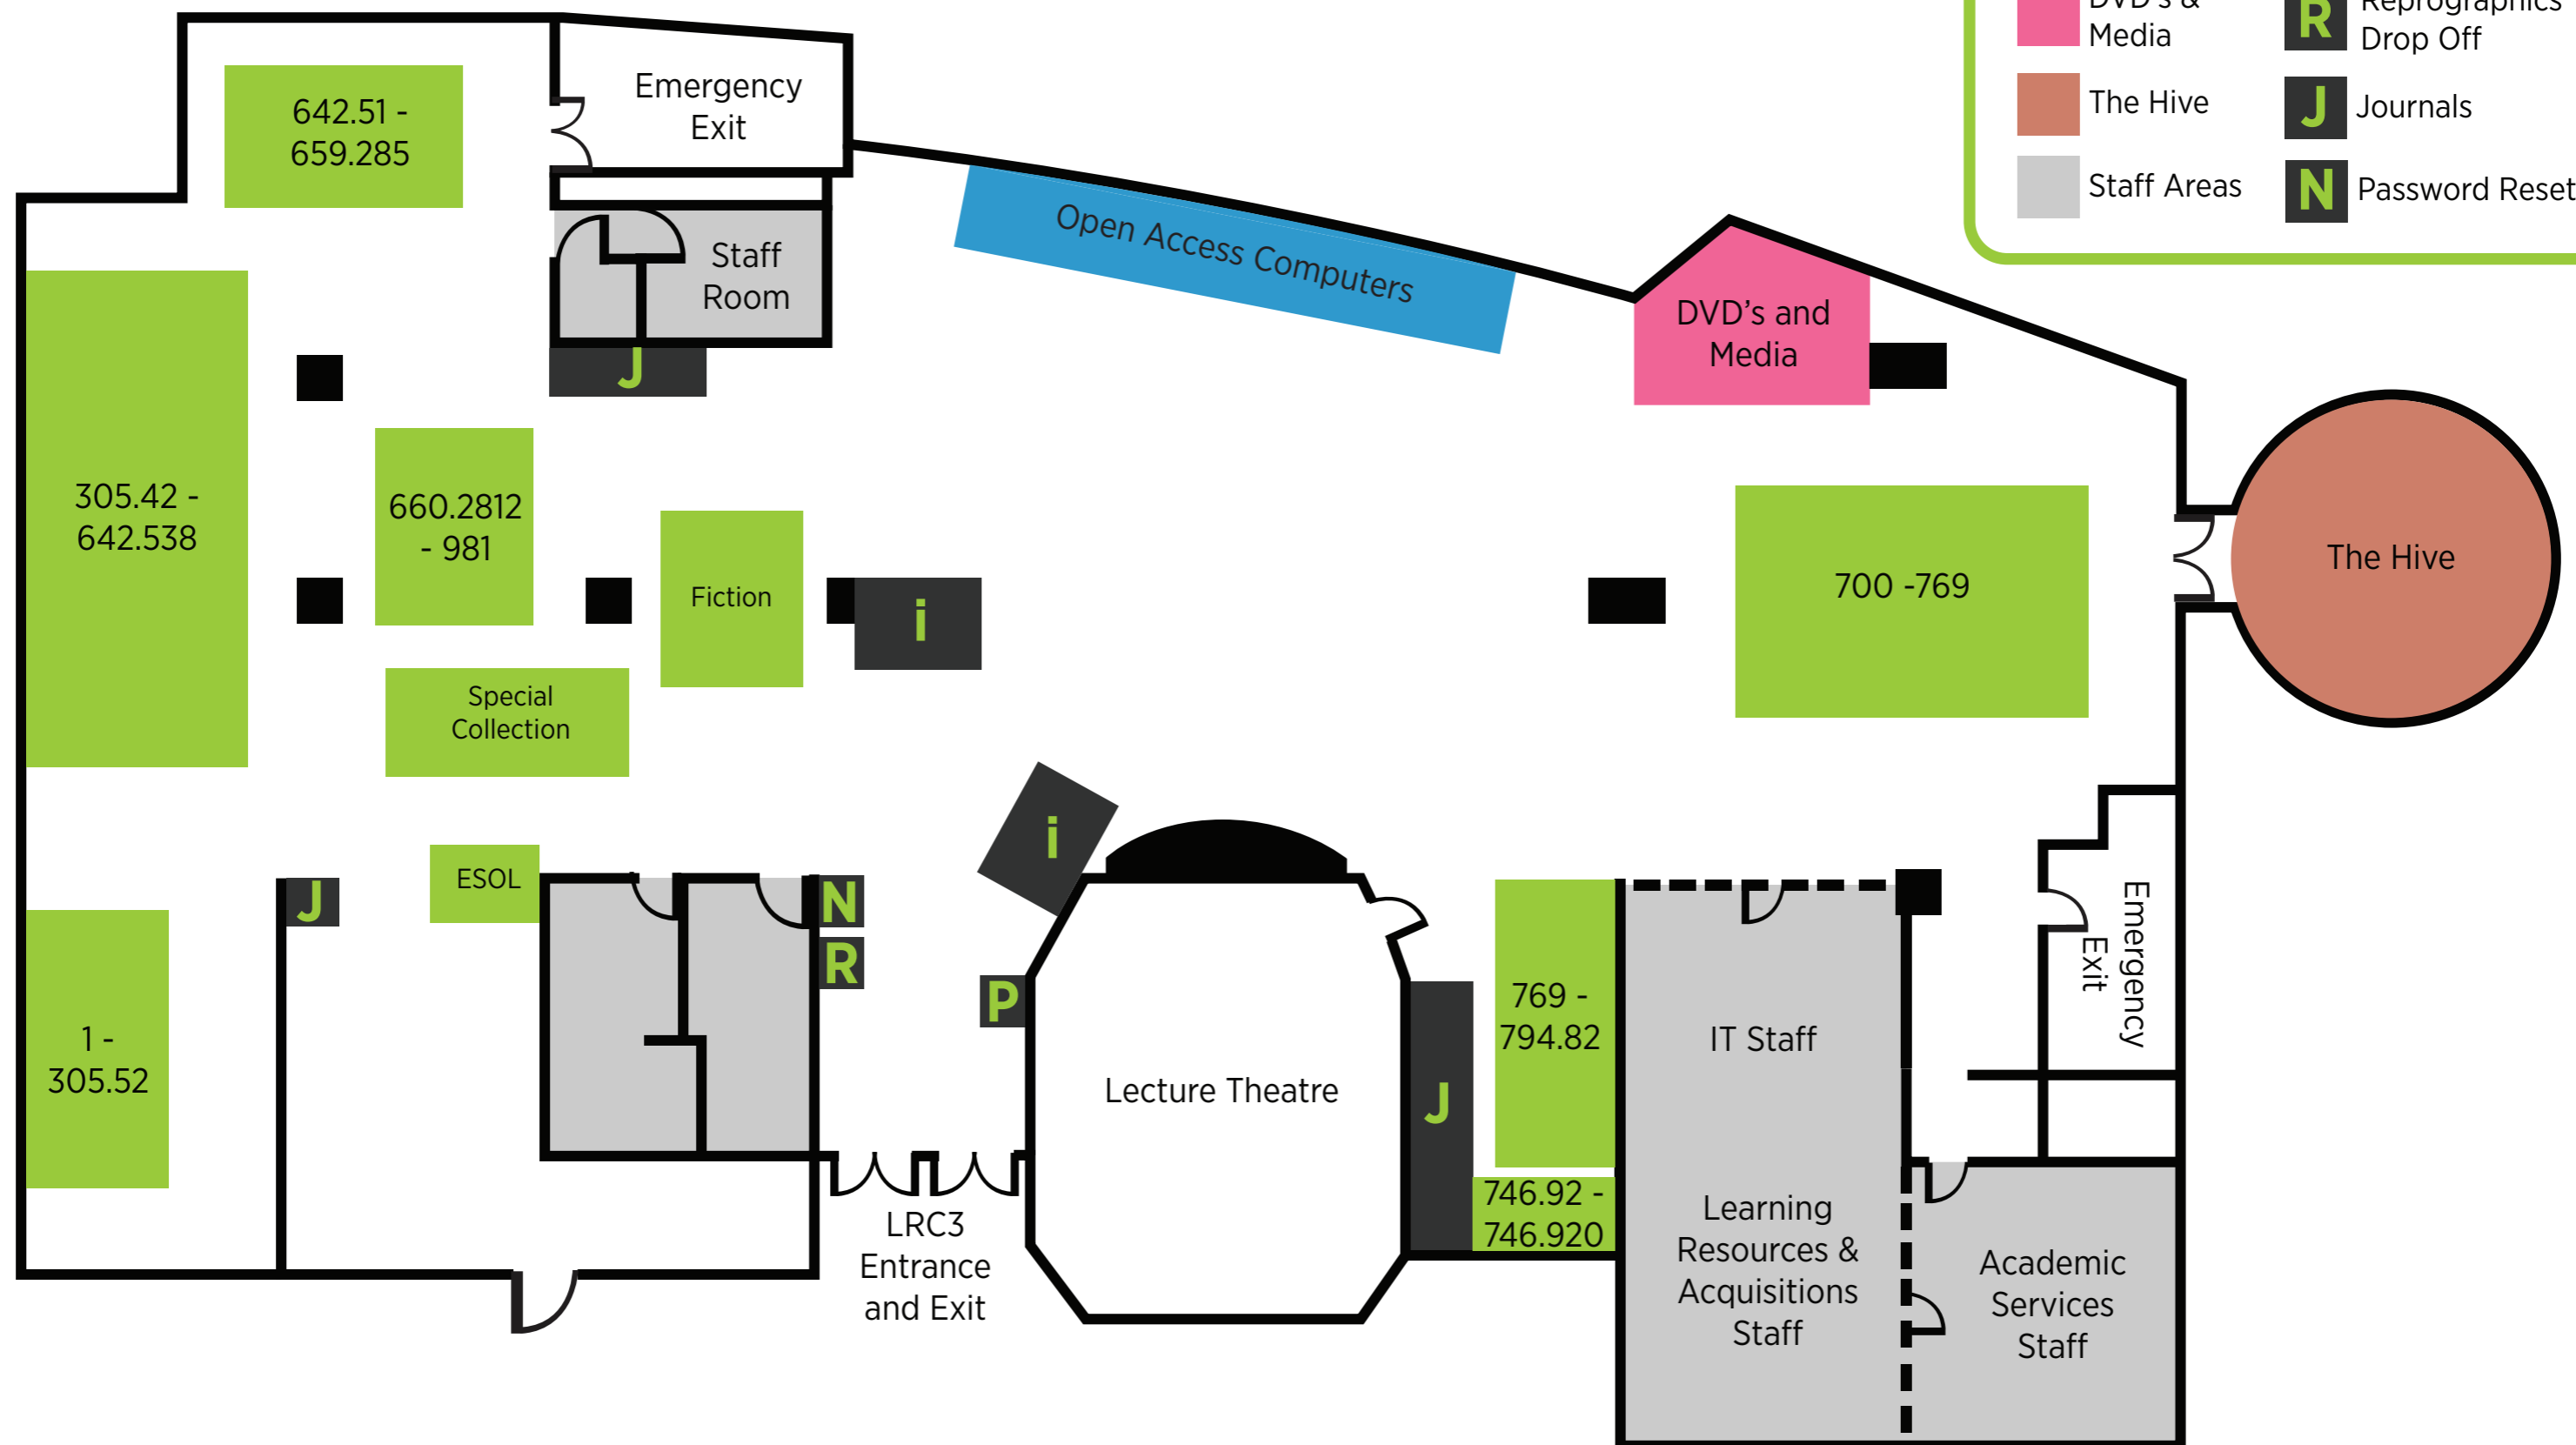 DVD's &
Media
R
Reprographics
Drop Off
The Hive
J
Journals
Staff Areas
N
Password Reset
Emergency
Exit
642.51 -
659.285
Staff
Room
J
Open Access Computers
DVD’s and
Media
305.42 -
642.538
660.2812
- 981
Fiction
i
700 -769
The Hive
Special
Collection
i
ESOL
J
N
R
P
1 -
305.52
Lecture Theatre
J
769 -
794.82
746.92 -
746.920
IT Staff
Learning
Resources &
Acquisitions
Staff
Academic
Services
Staff
Emergency
Exit
LRC3
Entrance
and Exit